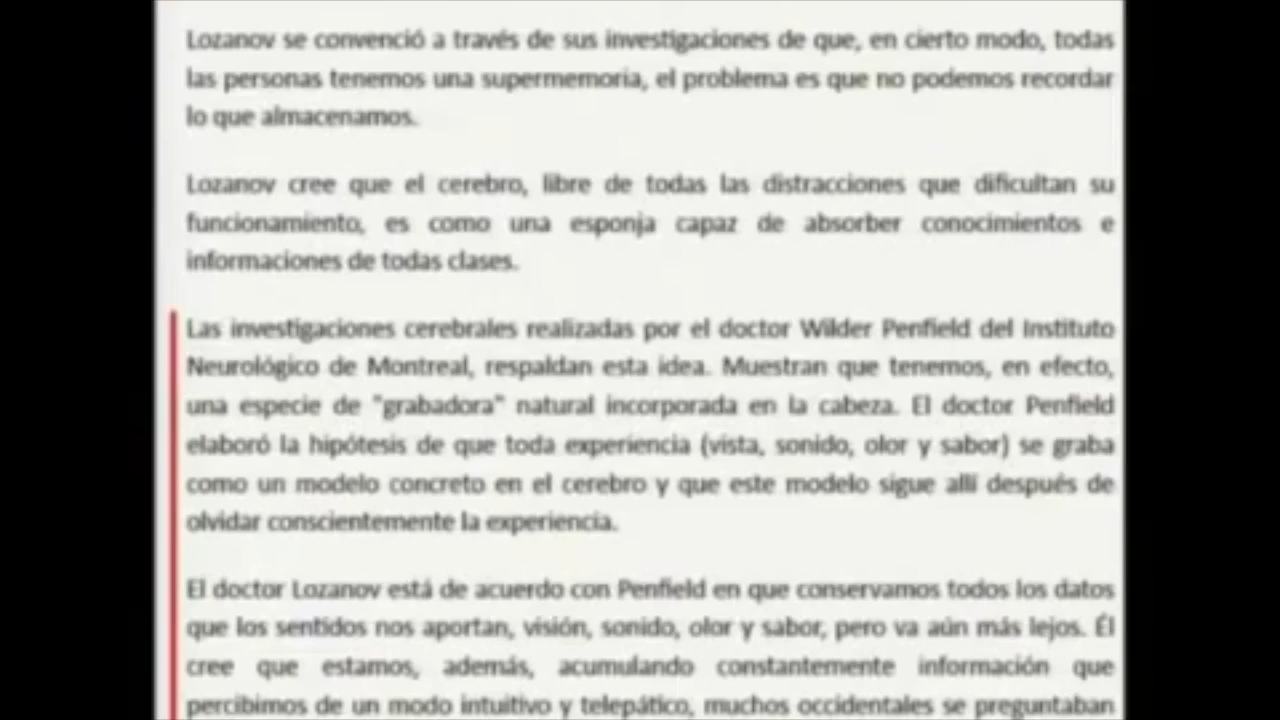 Lozanov se convenció a través de sus investigaciones de que, en cierto modo, todas
las personas tenemos una supermemoria, el problema es que no podemos recordar
lo que almacenamos.
Lozanov cree que el cerebro, libre de todas las distracciones que dificultan su
funcionamiento, es como una esponja capaz de absorber conocimientos e
informaciones de todas clases.
Las investigaciones cerebrales realizadas por el doctor Wilder Penfield del Instituto
Neurológico de Montreal, respaldan esta idea. Muestran que tenemos, en efecto,
una especie de "grabadora" natural incorporada en la cabeza. El doctor Penfield
elaboró la hipótesis de que toda experiencia (vista, sonido, olor y sabor) se graba
como un modelo concreto en el cerebro y que este modelo sigue allí después de
olvidar conscientemente la experiencia.
El doctor Lozanov está de acuerdo con Penfield en que conservamos todos los datos
que los sentidos nos aportan, visión, sonido, olor y sabor, pero va aún más lejos. Él
cree que estamos, además, acumulando constantemente información que
percibimos de un modo intuitivo y telepático, muchos occidentales se preguntaban